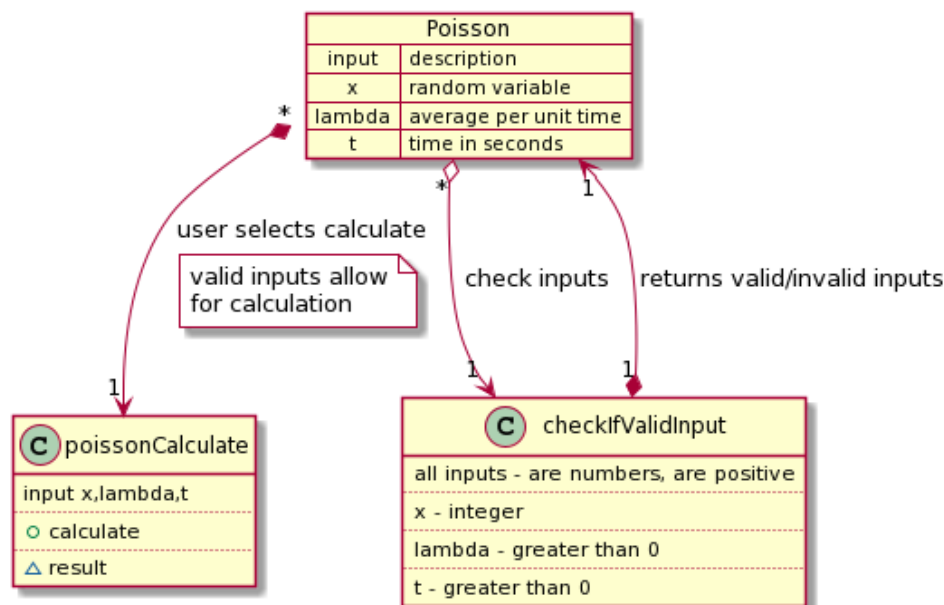 Poisson
input description
x random variable
lambda average per unit time
t time in seconds
*
*
1
user selects calculate
valid inputs allow
for calculation
check inputs
returns valid/invalid inputs
1
1
1
C poissonCalculate
input x,lambda,t
calculate
result
C checkIfValidInput
all inputs - are numbers, are positive
x - integer
lambda - greater than 0
t - greater than 0